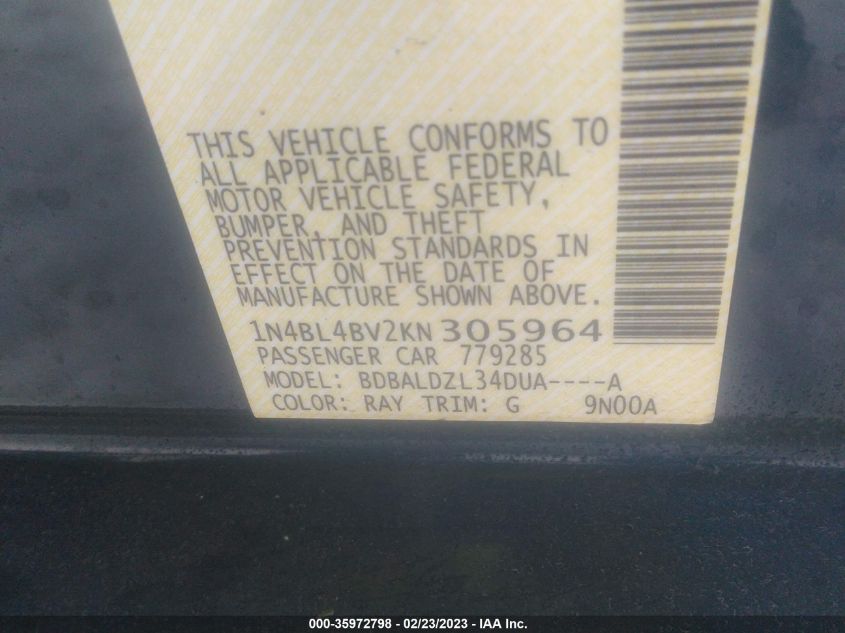 THIS VEHICLE CONFORMS TO
ALL APPLICABLE FEDERAL
MOTOR VEHICLE SAFETY,
BUMPER, AND THEFT
PREVENTION STANDARDS IN
EFFECT ON THE DATE OF
MANUFACTURE SHOWN ABOVE.
1N4BL4BV2KN 305964
PASSENGER CAR 779285
MODEL: BDBALDZL34DUA----A
COLOR: RAY TRIM: G 9N00A
000-35972798 - 02/23/2023 - IAA Inc.